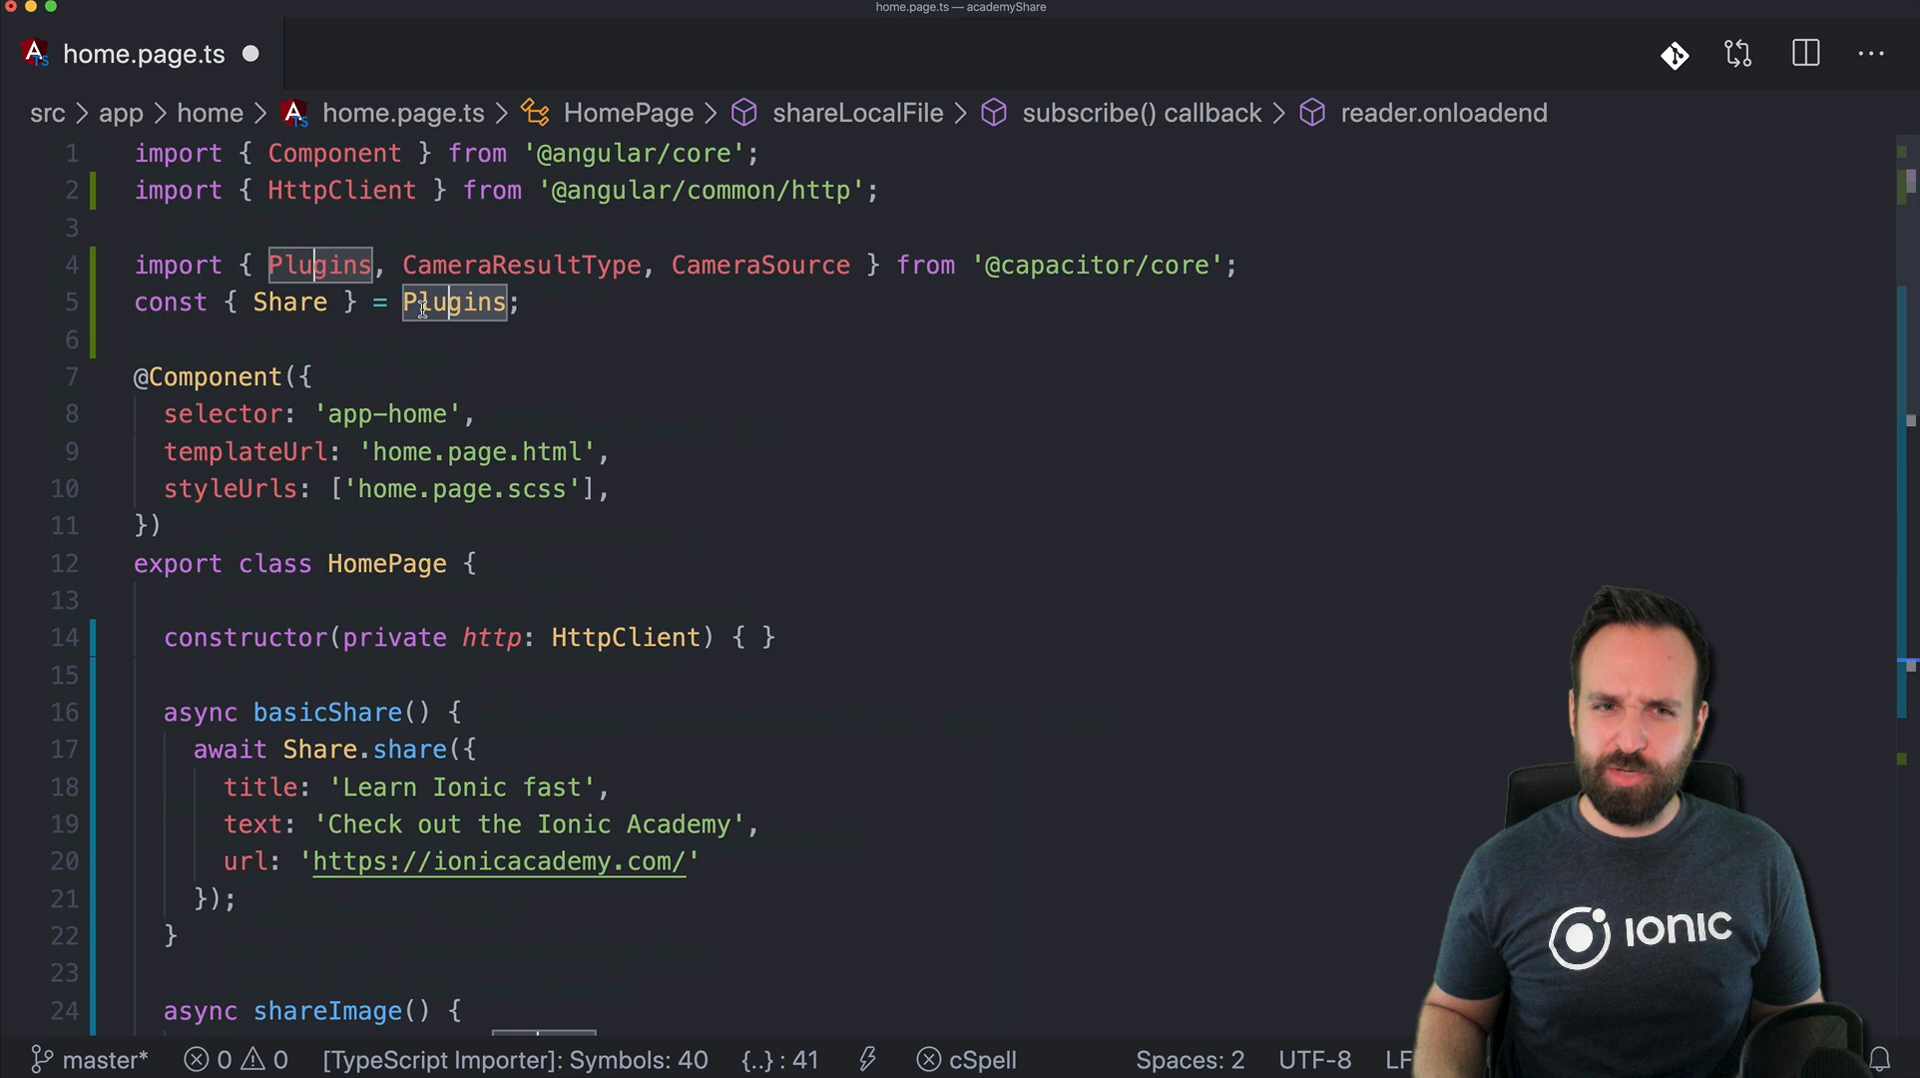 home.page.ts — academyShare
home.page.ts
src > app > home > home.page.ts > HomePage > shareLocalFile > subscribe() callback > reader.onloadend
1 import { Component } from '@angular/core';
2 import { HttpClient } from '@angular/common/http';
3
4 import { Plugins, CameraResultType, CameraSource } from '@capacitor/core';
5 const { Share } = Plugins;
6
7 @Component({
8 selector: 'app-home',
9 templateUrl: 'home.page.html',
10 styleUrls: ['home.page.scss'],
11 })
12 export class HomePage {
13
14 constructor(private http: HttpClient) { }
15
16 async basicShare() {
17 await Share.share({
18 title: 'Learn Ionic fast',
19 text: 'Check out the Ionic Academy',
20 url: 'https://ionicacademy.com/'
21 });
22 }
23
24 async shareImage() {
IONIC
master* 0 0 [TypeScript Importer]: Symbols: 40 {..} : 41 cSpell Spaces: 2 UTF-8 LF